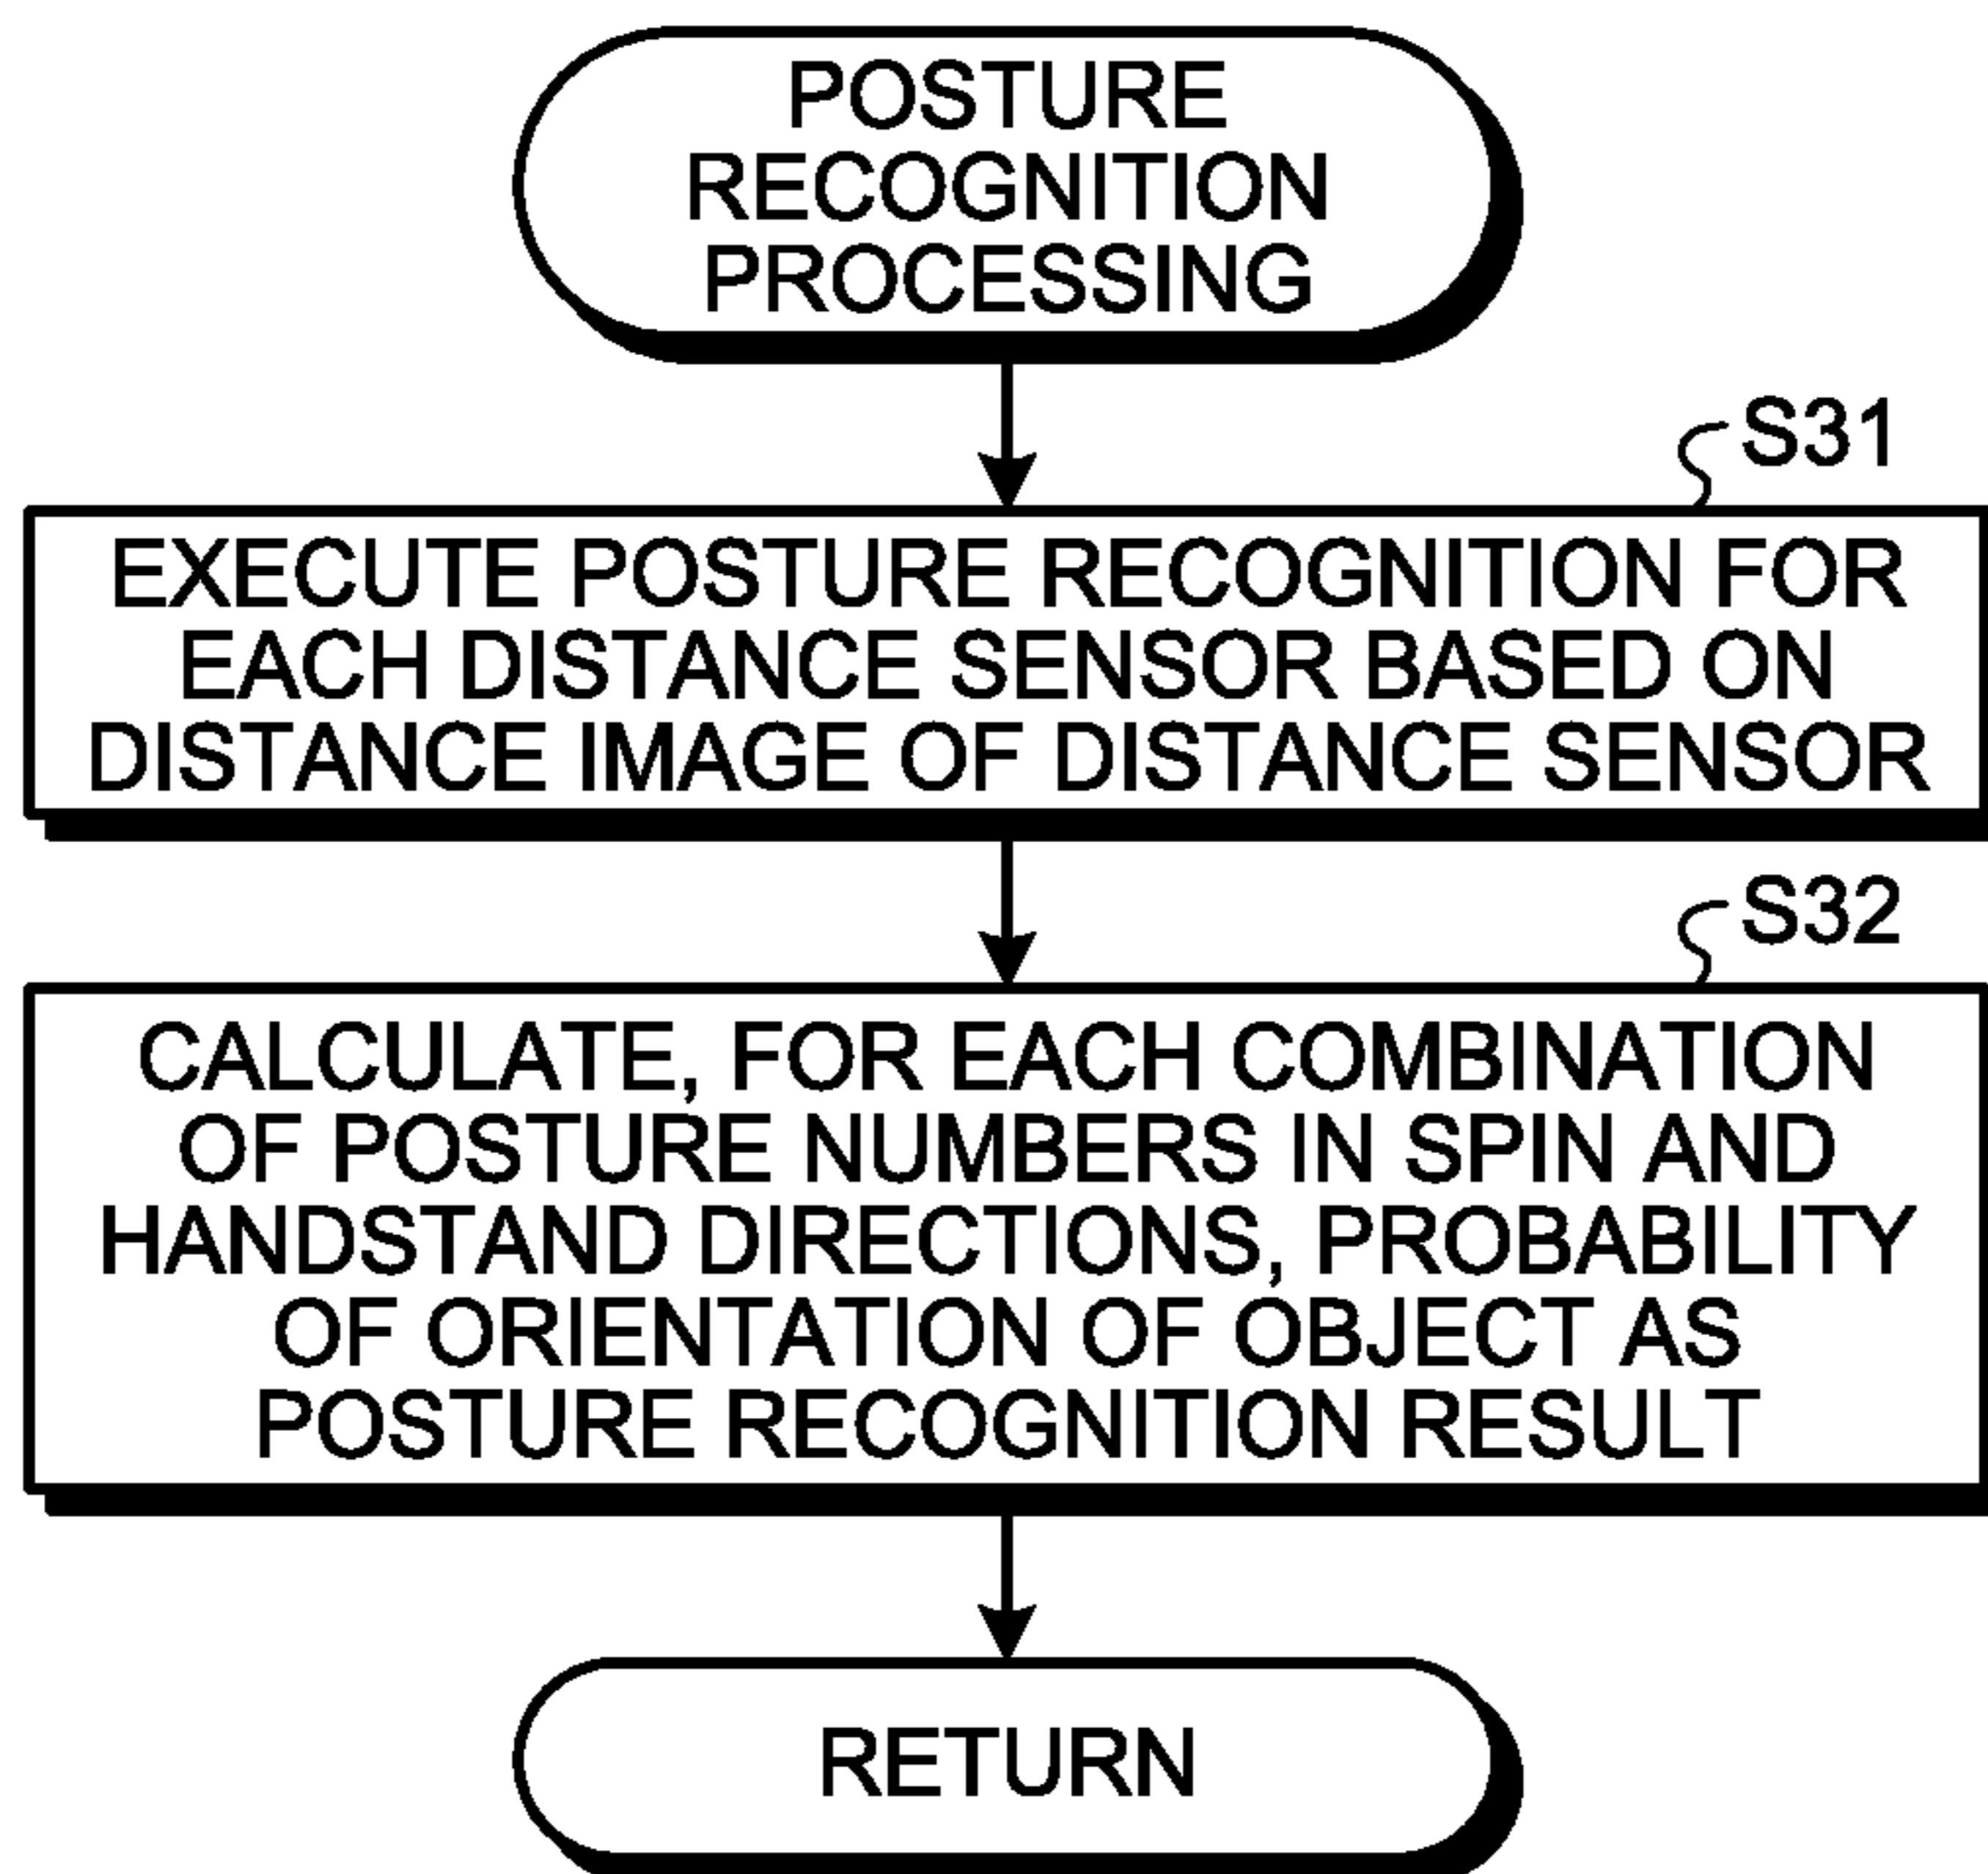 POSTURE
RECOGNITION
PROCESSING
S31
EXECUTE POSTURE RECOGNITION FOR
EACH DISTANCE SENSOR BASED ON
DISTANCE IMAGE OF DISTANCE SENSOR
S32
CALCULATE, FOR EACH COMBINATION
OF POSTURE NUMBERS IN SPIN AND
HANDSTAND DIRECTIONS, PROBABILITY
OF ORIENTATION OF OBJECT AS
POSTURE RECOGNITION RESULT
RETURN